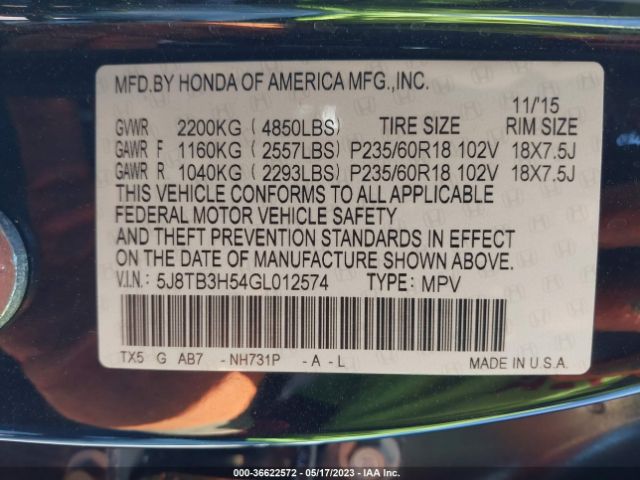 MFD.BY HONDA OF AMERICA MFG.,INC.
11/'15
GVWR 2200KG (4850LBS) TIRE SIZE RIM SIZE
GAWR F 1160KG (2557LBS) P235/60R18 102V 18X7.5J
GAWR R 1040KG (2293LBS) P235/60R18 102V 18X7.5J
THIS VEHICLE CONFORMS TO ALL APPLICABLE
FEDERAL MOTOR VEHICLE SAFETY
AND THEFT PREVENTION STANDARDS IN EFFECT
ON THE DATE OF MANUFACTURE SHOWN ABOVE.
V.I.N.: 5J8TB3H54GL012574 TYPE: MPV
TX5 G AB7 - NH731P - A - L MADE IN U.S.A.
000-36622572 - 05/17/2023 - IAA Inc.